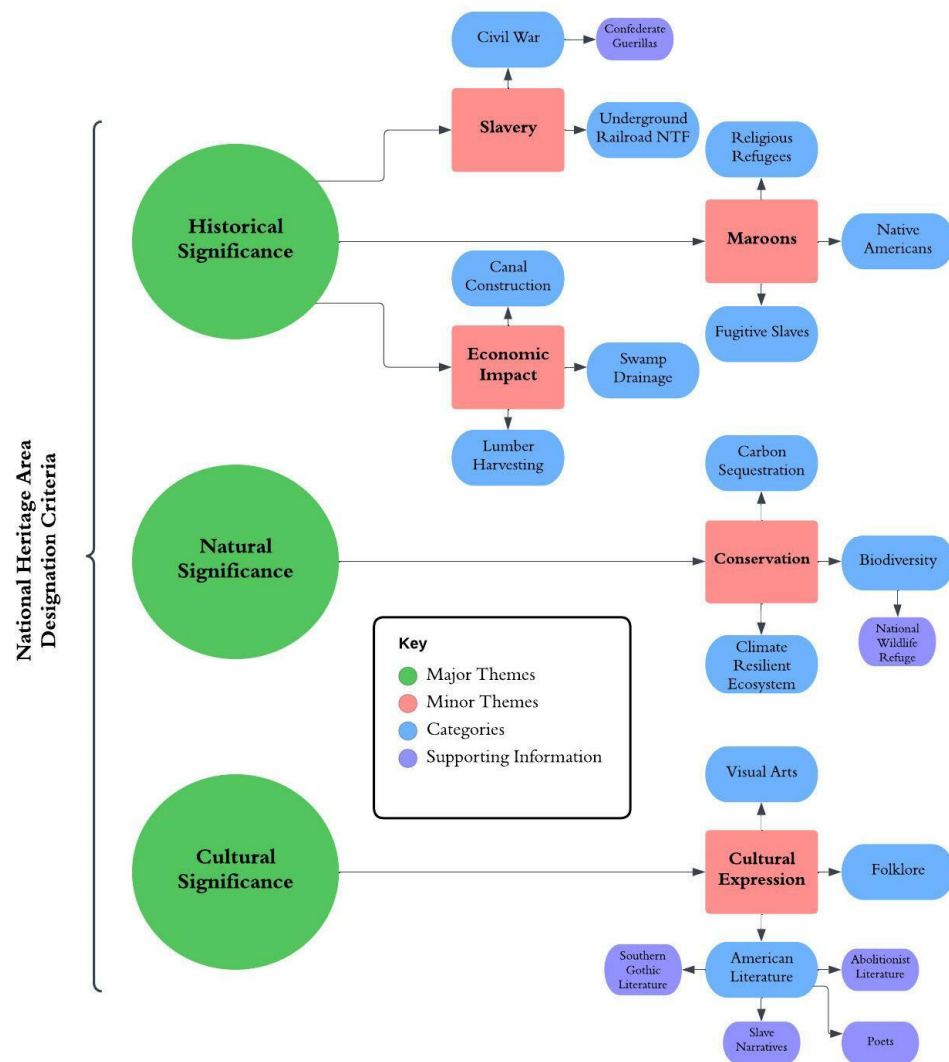 National Heritage Area
Designation Criteria
Historical
Significance
Civil War
Confederate
Guerillas
Slavery
Underground
Railroad NTF
Religious
Refugees
Maroons
Native
Americans
Fugitive Slaves
Canal
Construction
Economic
Impact
Swamp
Drainage
Lumber
Harvesting
Natural
Significance
Carbon
Sequestration
Conservation
Biodiversity
National
Wildlife
Refuge
Climate
Resilient
Ecosystem
Key
Major Themes
Minor Themes
Categories
Supporting Information
Cultural
Significance
Visual Arts
Cultural
Expression
Folklore
American
Literature
Southern
Gothic
Literature
Abolitionist
Literature
Slave
Narratives
Poets